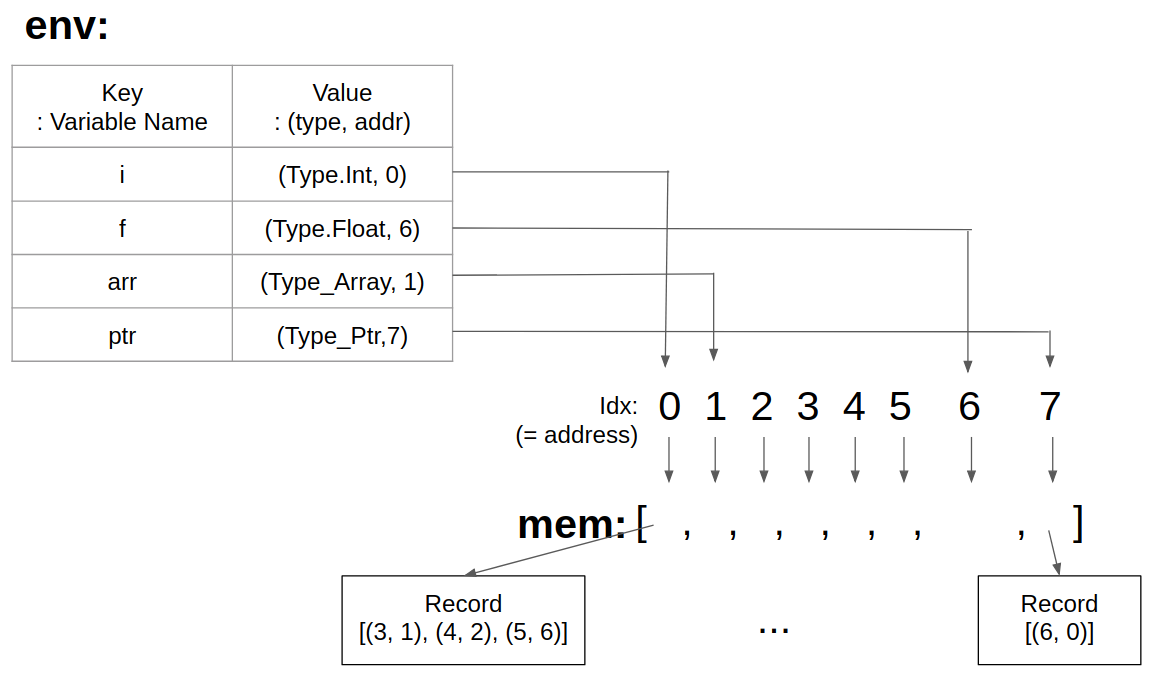 env:
Key
: Variable Name
Value
: (type, addr)
i
(Type.Int, 0)
f
(Type.Float, 6)
arr
(Type_Array, 1)
ptr
(Type_Ptr,7)
Idx:
(= address)
0 1 2 3 4 5 6 7
mem: [ , , , , , , , ]
Record
[(3, 1), (4, 2), (5, 6)]
...
Record
[(6, 0)]